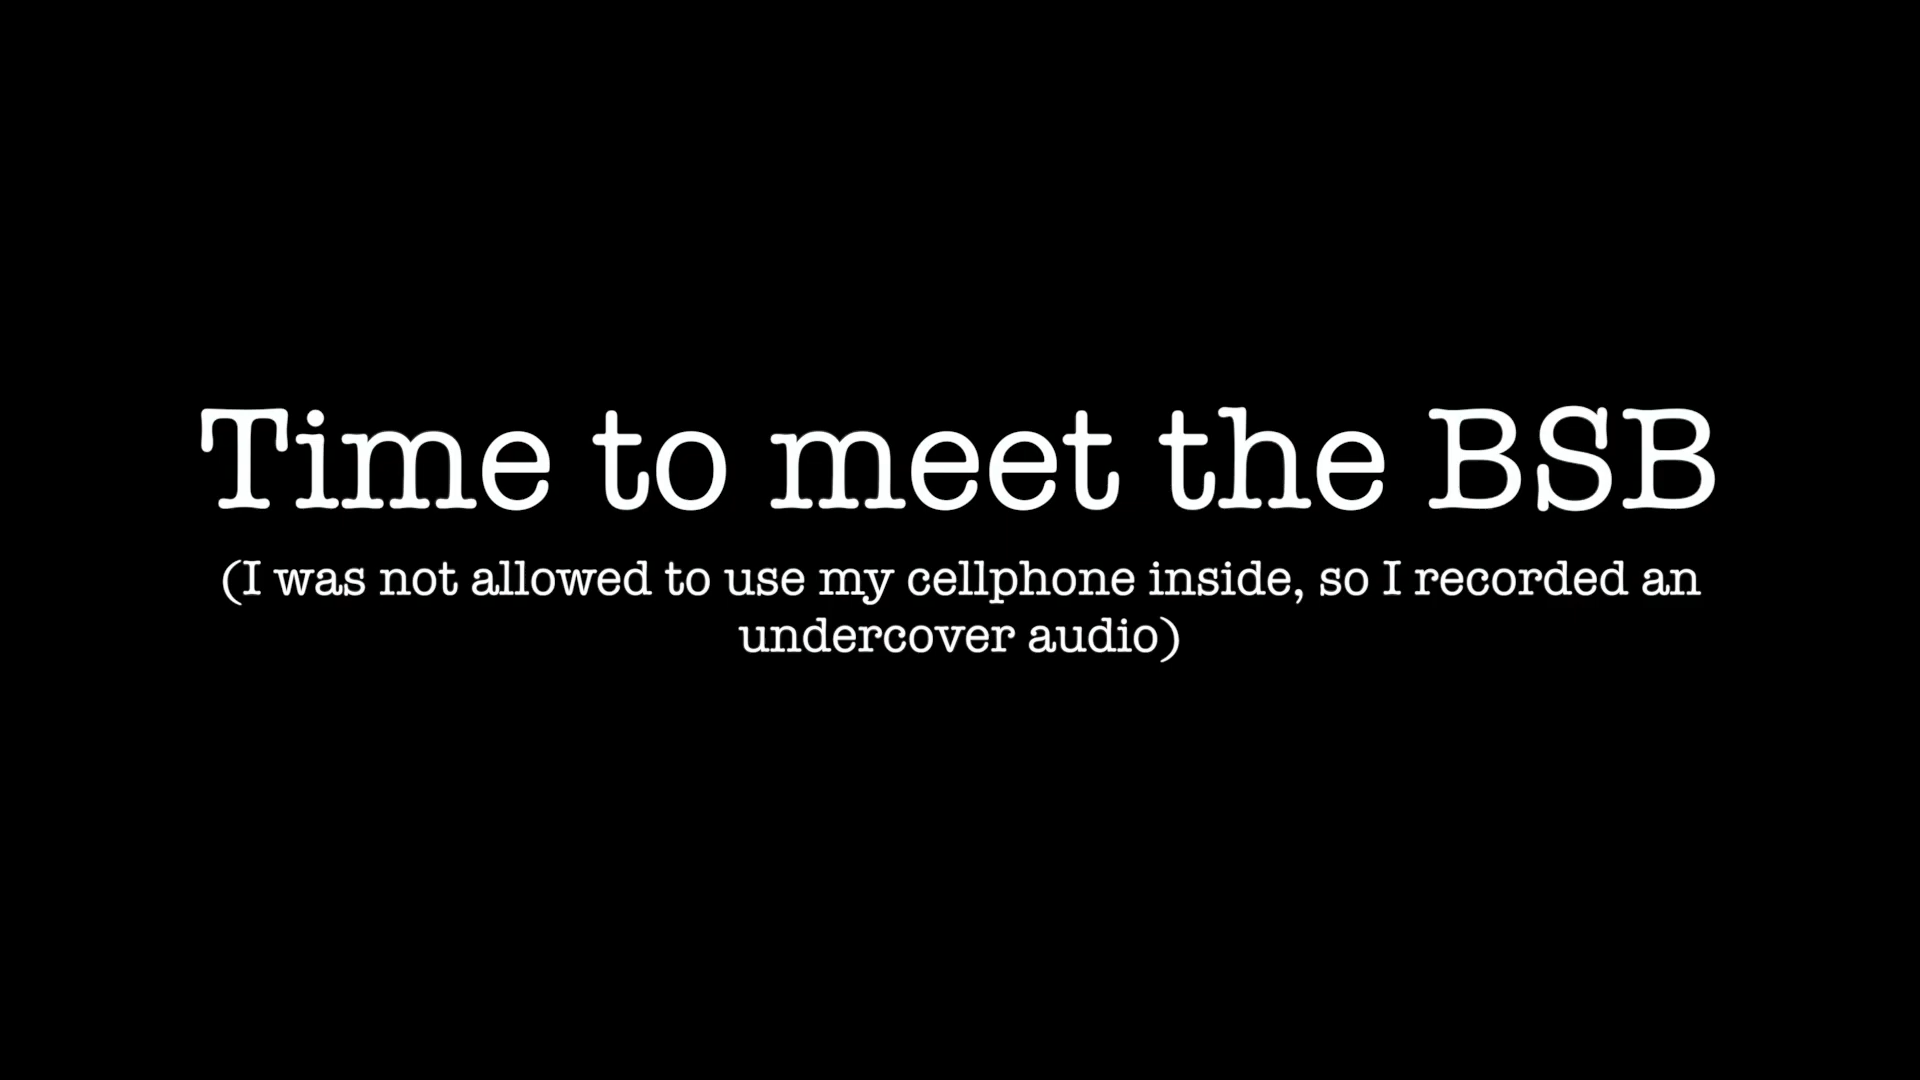 Time to meet the BSB
(I was not allowed to use my cellphone inside, so I recorded an
undercover audio)